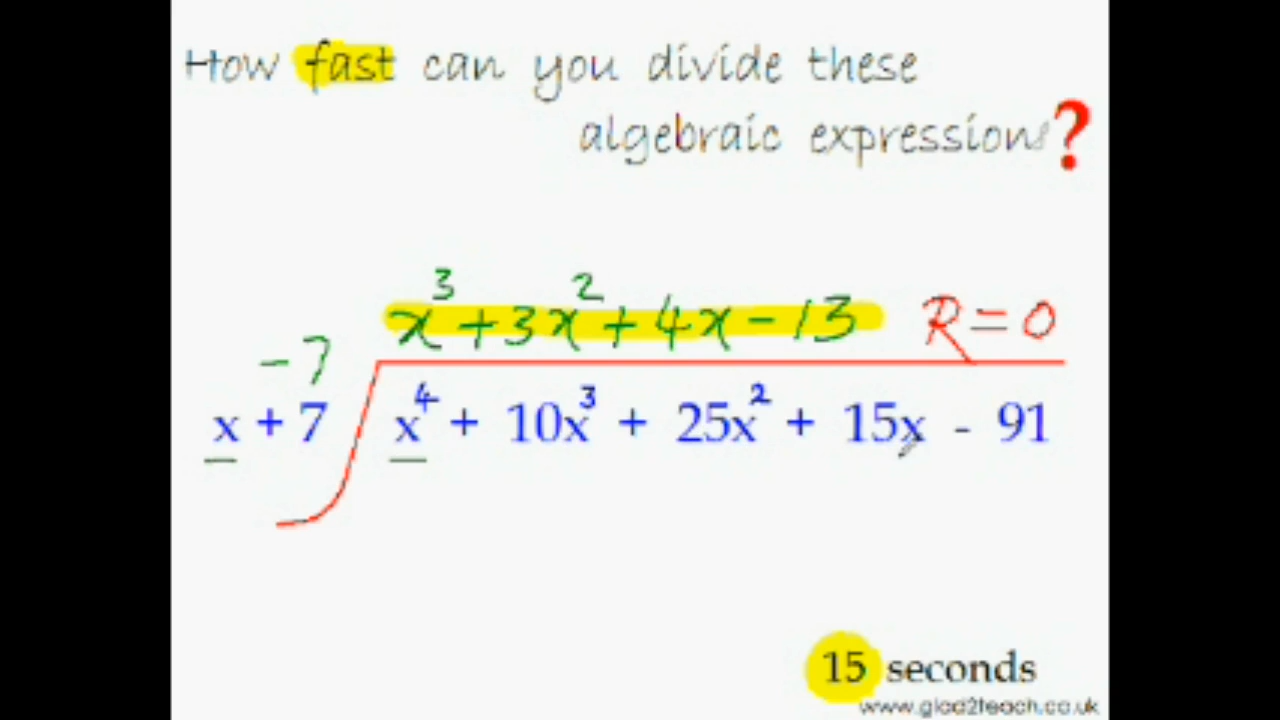 How fast can you divide these
algebraic expressions?
x³ + 3x² + 4x - 13 R = 0
-7
x + 7 x⁴ + 10x³ + 25x² + 15x - 91
15 seconds
www.glad2teach.co.uk